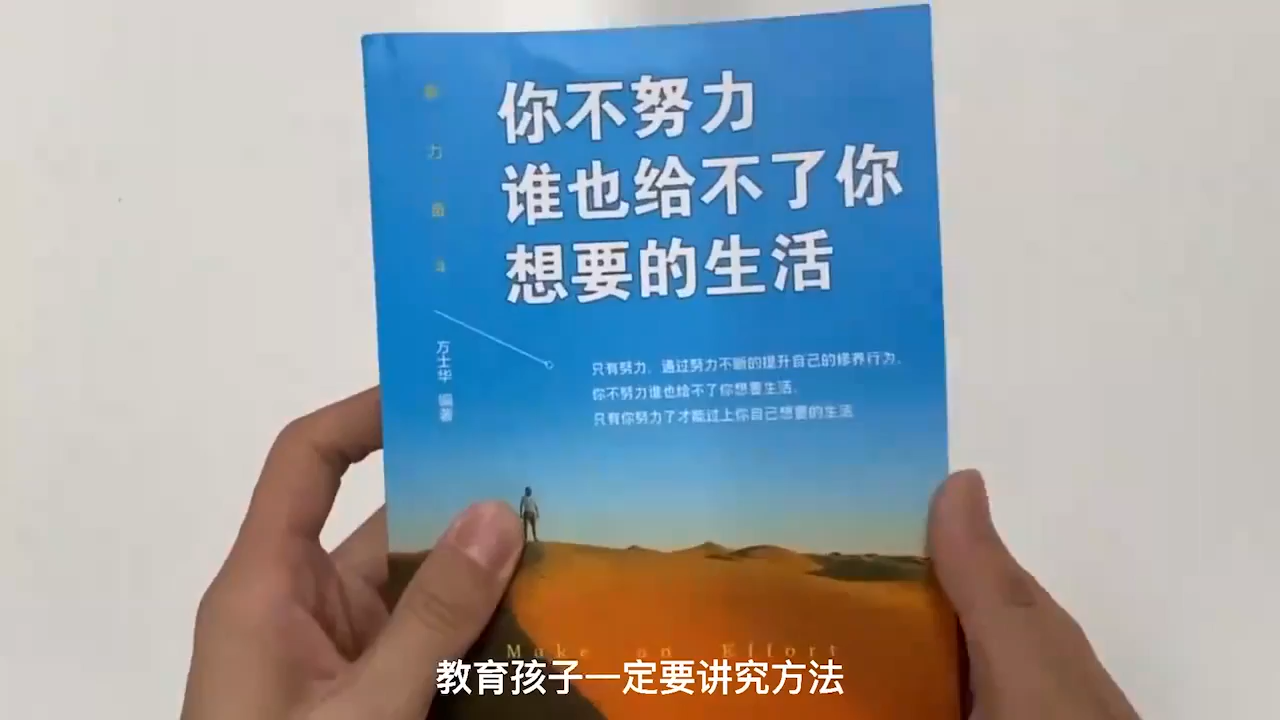 你不努力
谁也给不了你
想要的生活
万士华 编著
只有努力，通过努力不断的提升自己的修养行为，
你不努力谁也给不了你想要生活，
只有你努力了才能过上你自己想要的生活
Make an Effort
教育孩子一定要讲究方法